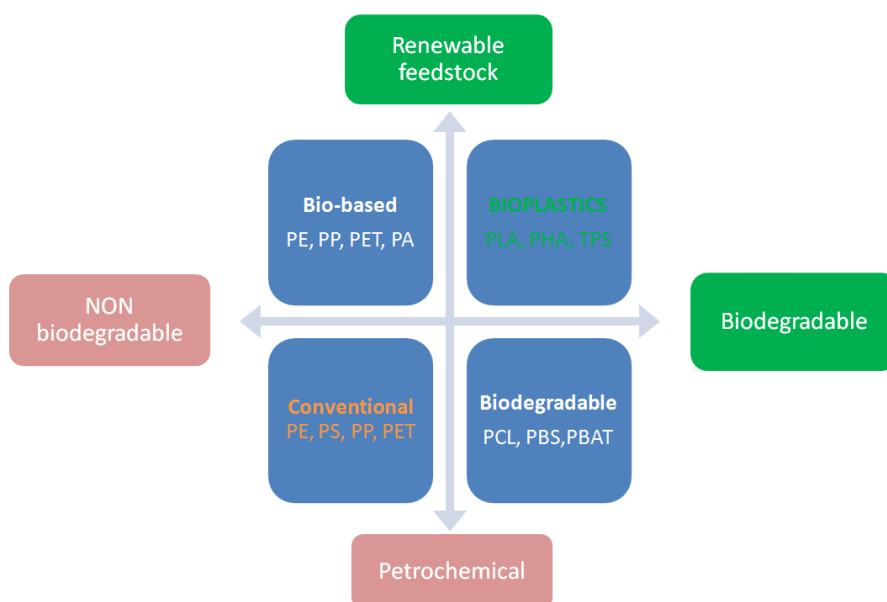 Renewable
feedstock
Bio-based
PE, PP, PET, PA
BIOPLASTICS
PLA, PHA, TPS
NON
biodegradable
Biodegradable
Conventional
PE, PS, PP, PET
Biodegradable
PCL, PBS,PBAT
Petrochemical